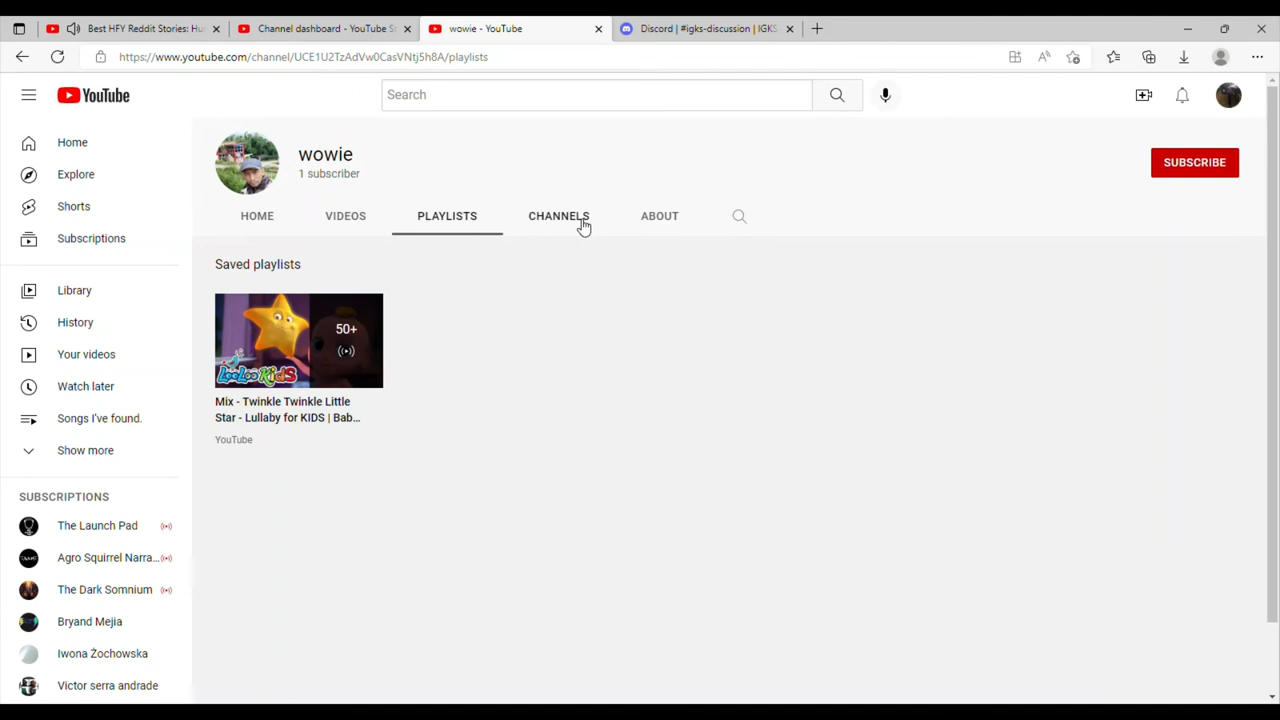 Best HFY Reddit Stories: Hu
Channel dashboard - YouTube S
wowie - YouTube
Discord | #igks-discussion | IGKS
https://www.youtube.com/channel/UCE1U2TzAdVw0CasVNtj5h8A/playlists
YouTube
Search
Home
Explore
Shorts
Subscriptions
Library
History
Your videos
Watch later
Songs I've found.
Show more
SUBSCRIPTIONS
The Launch Pad
Agro Squirrel Narra...
The Dark Somnium
Bryand Mejia
Iwona Żochowska
Victor serra andrade
wowie
1 subscriber
SUBSCRIBE
HOME VIDEOS PLAYLISTS CHANNELS ABOUT
Saved playlists
50+
LooLoo KiDS
Mix - Twinkle Twinkle Little
Star - Lullaby for KIDS | Bab...
YouTube